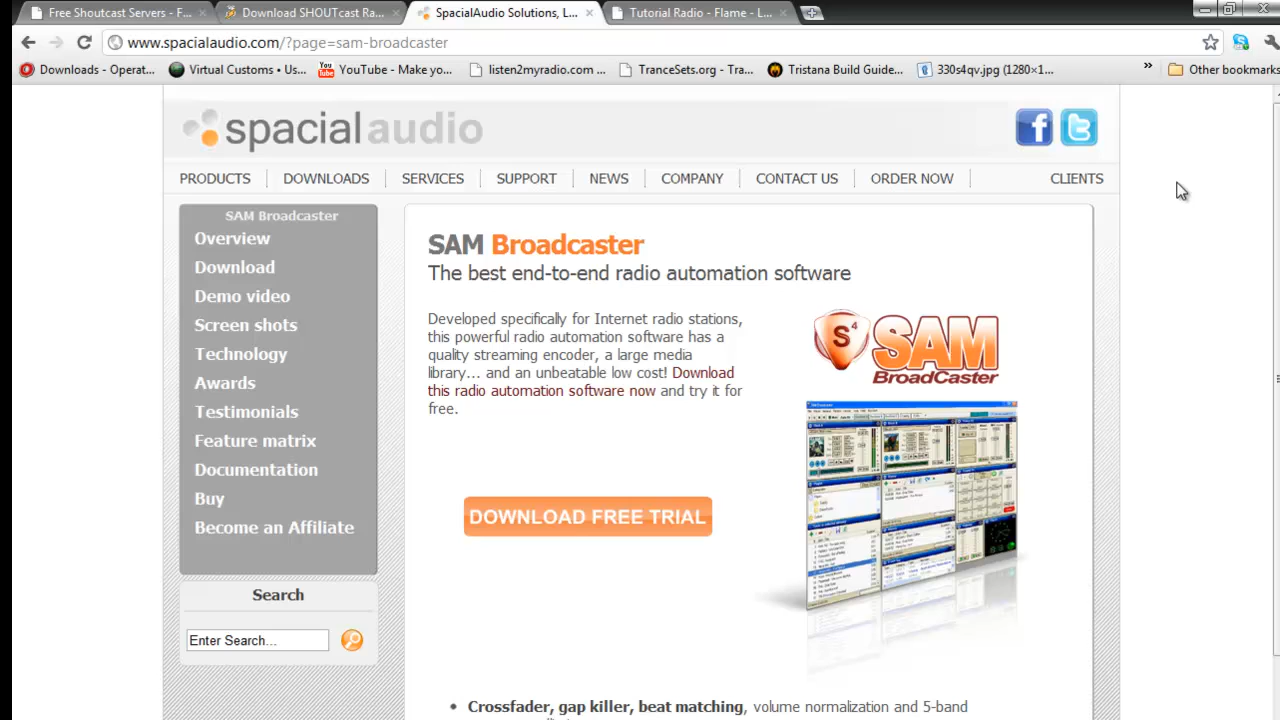 Free Shoutcast Servers - F... Download SHOUTcast Ra... SpacialAudio Solutions, L... Tutorial Radio - Flame - L...
www.spacialaudio.com/?page=sam-broadcaster
Downloads - Operat... Virtual Customs • Us... YouTube - Make yo... listen2myradio.com ... TranceSets.org - Tra... Tristana Build Guide... 330s4qv.jpg (1280×1... » Other bookmarks
spacialaudio
PRODUCTS DOWNLOADS SERVICES SUPPORT NEWS COMPANY CONTACT US ORDER NOW CLIENTS
SAM Broadcaster
Overview
Download
Demo video
Screen shots
Technology
Awards
Testimonials
Feature matrix
Documentation
Buy
Become an Affiliate
Search
Enter Search...
SAM Broadcaster
The best end-to-end radio automation software
Developed specifically for Internet radio stations,
this powerful radio automation software has a
quality streaming encoder, a large media
library... and an unbeatable low cost! Download
this radio automation software now and try it for
free.
S4 SAM
BROADCASTER
DOWNLOAD FREE TRIAL
• Crossfader, gap killer, beat matching, volume normalization and 5-band